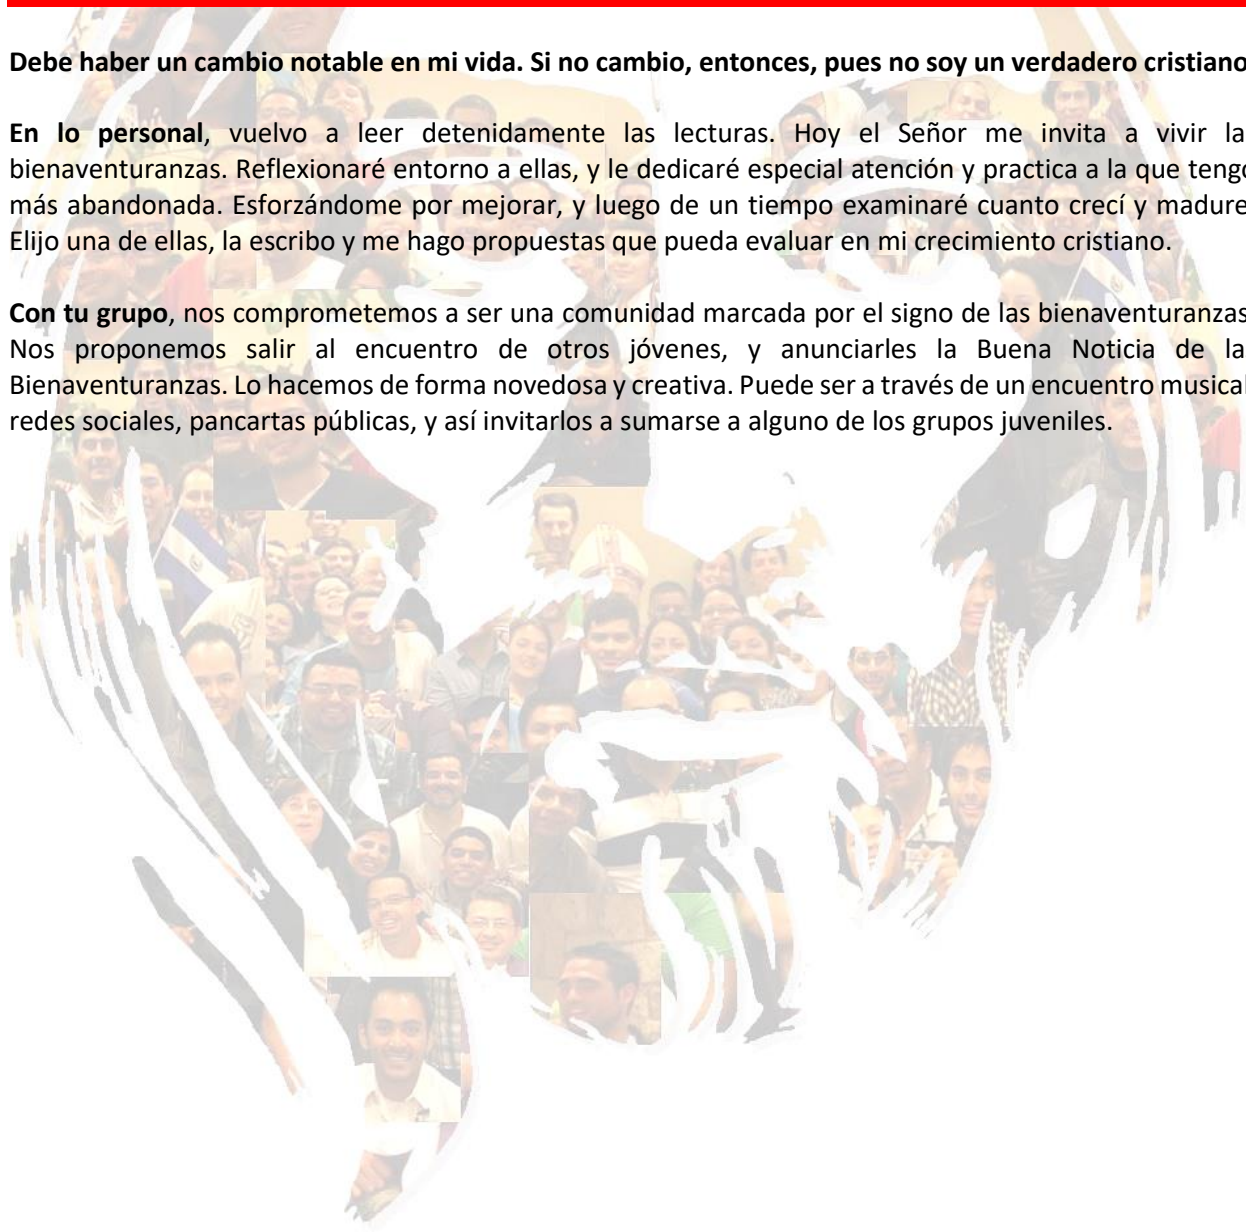 Debe haber un cambio notable en mi vida. Si no cambio, entonces, pues no soy un verdadero cristiano
En lo personal, vuelvo a leer detenidamente las lecturas. Hoy el Señor me invita a vivir la
bienaventuranzas. Reflexionaré entorno a ellas, y le dedicaré especial atención y practica a la que tengo
más abandonada. Esforzándome por mejorar, y luego de un tiempo examinaré cuanto crecí y madure
Elijo una de ellas, la escribo y me hago propuestas que pueda evaluar en mi crecimiento cristiano.
Con tu grupo, nos comprometemos a ser una comunidad marcada por el signo de las bienaventuranzas
Nos proponemos salir al encuentro de otros jóvenes, y anunciarles la Buena Noticia de la
Bienaventuranzas. Lo hacemos de forma novedosa y creativa. Puede ser a través de un encuentro musical
redes sociales, pancartas públicas, y así invitarlos a sumarse a alguno de los grupos juveniles.